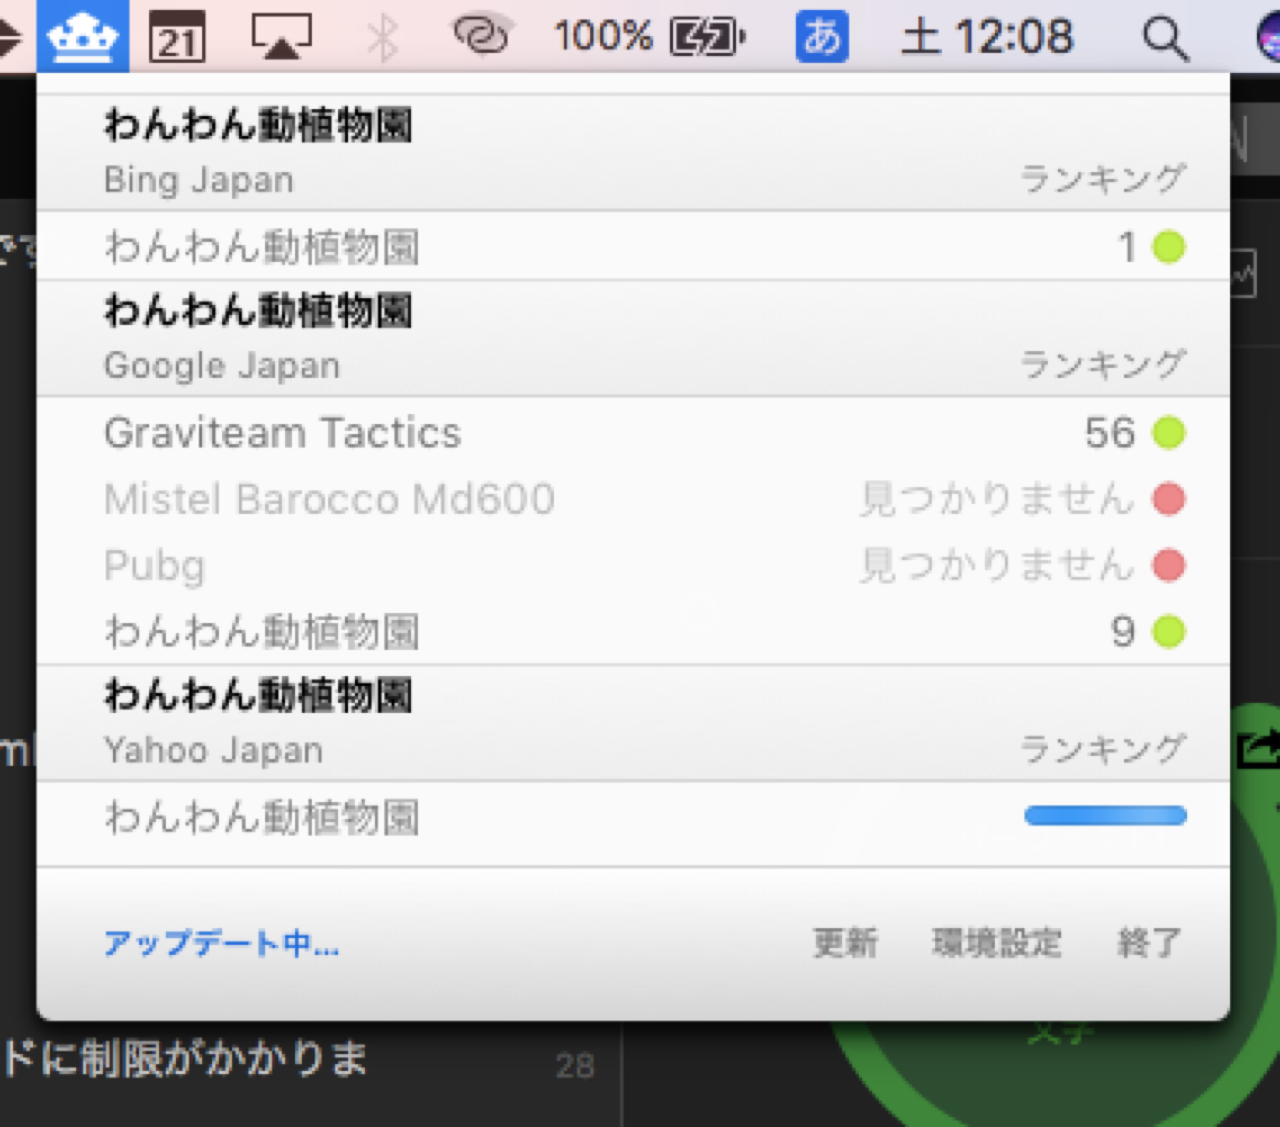 21 100% あ 土 12:08
わんわん動植物園
Bing Japan ランキング
わんわん動植物園 1
わんわん動植物園
Google Japan ランキング
Graviteam Tactics 56
Mistel Barocco Md600 見つかりません
Pubg 見つかりません
わんわん動植物園 9
わんわん動植物園
Yahoo Japan ランキング
わんわん動植物園
アップデート中... 更新 環境設定 終了
文字
ドに制限がかかりま 28